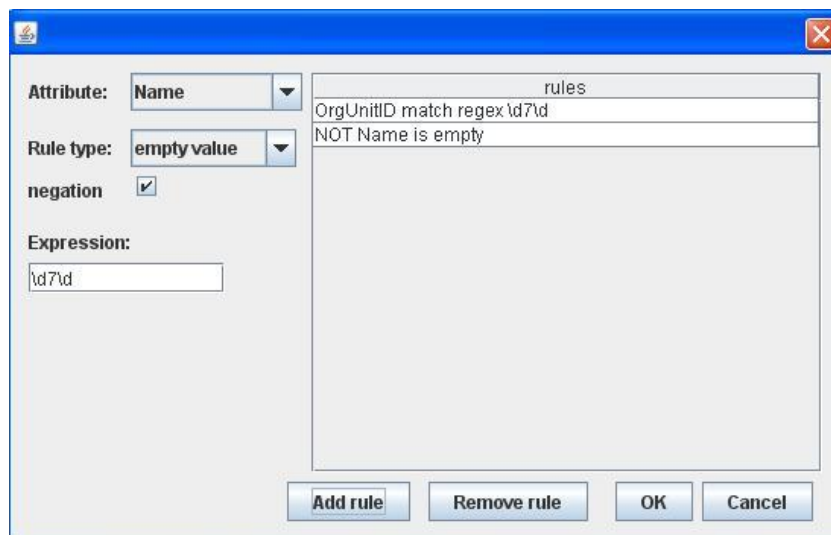 Attribute:
Name
Rule type:
empty value
negation
Expression:
\d7\d
rules
OrgUnitID match regex \d7\d
NOT Name is empty
Add rule
Remove rule
OK
Cancel